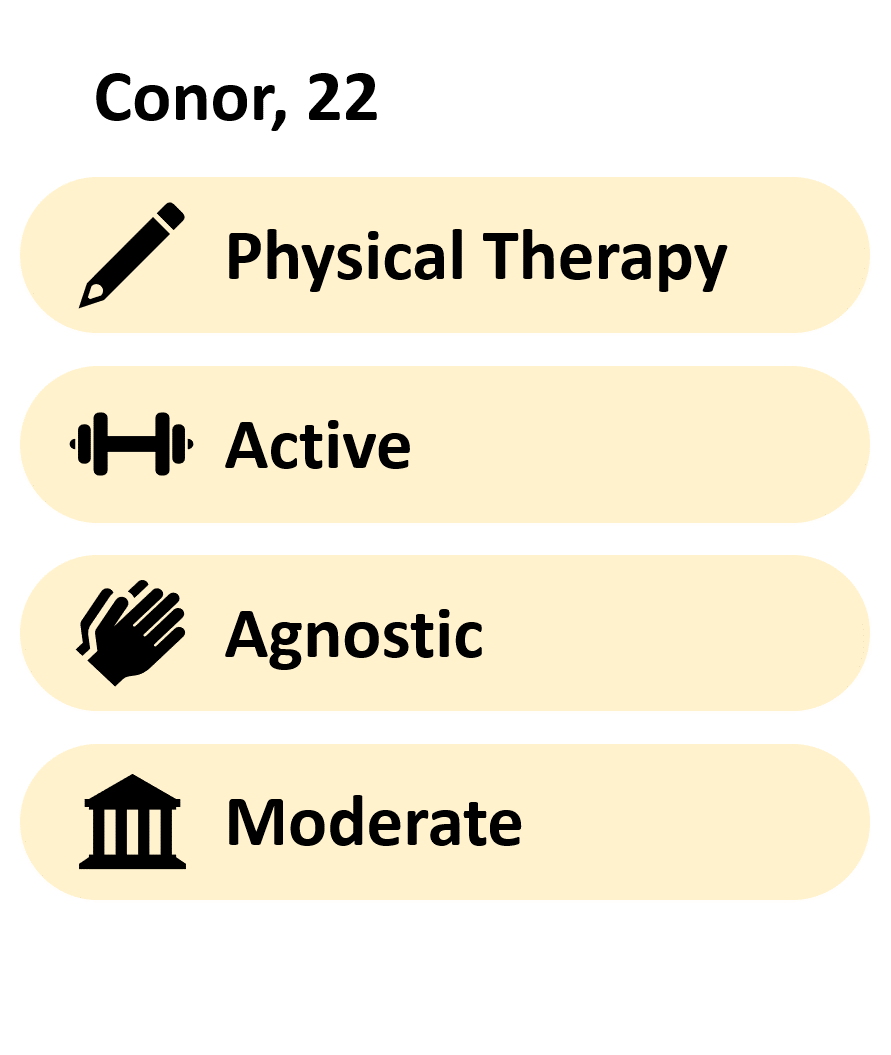 Conor, 22
Physical Therapy
Active
Agnostic
Moderate